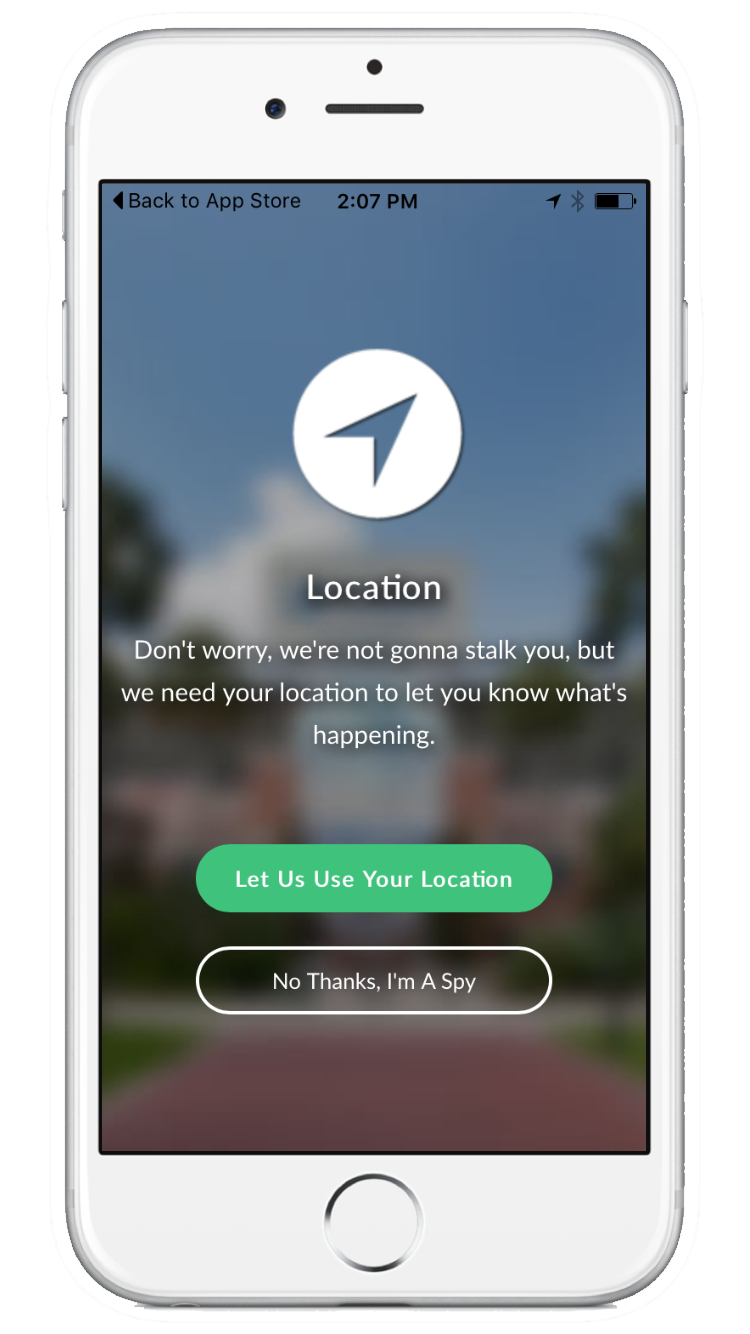 Back to App Store 2:07 PM
Location
Don't worry, we're not gonna stalk you, but
we need your location to let you know what's
happening.
Let Us Use Your Location
No Thanks, I'm A Spy